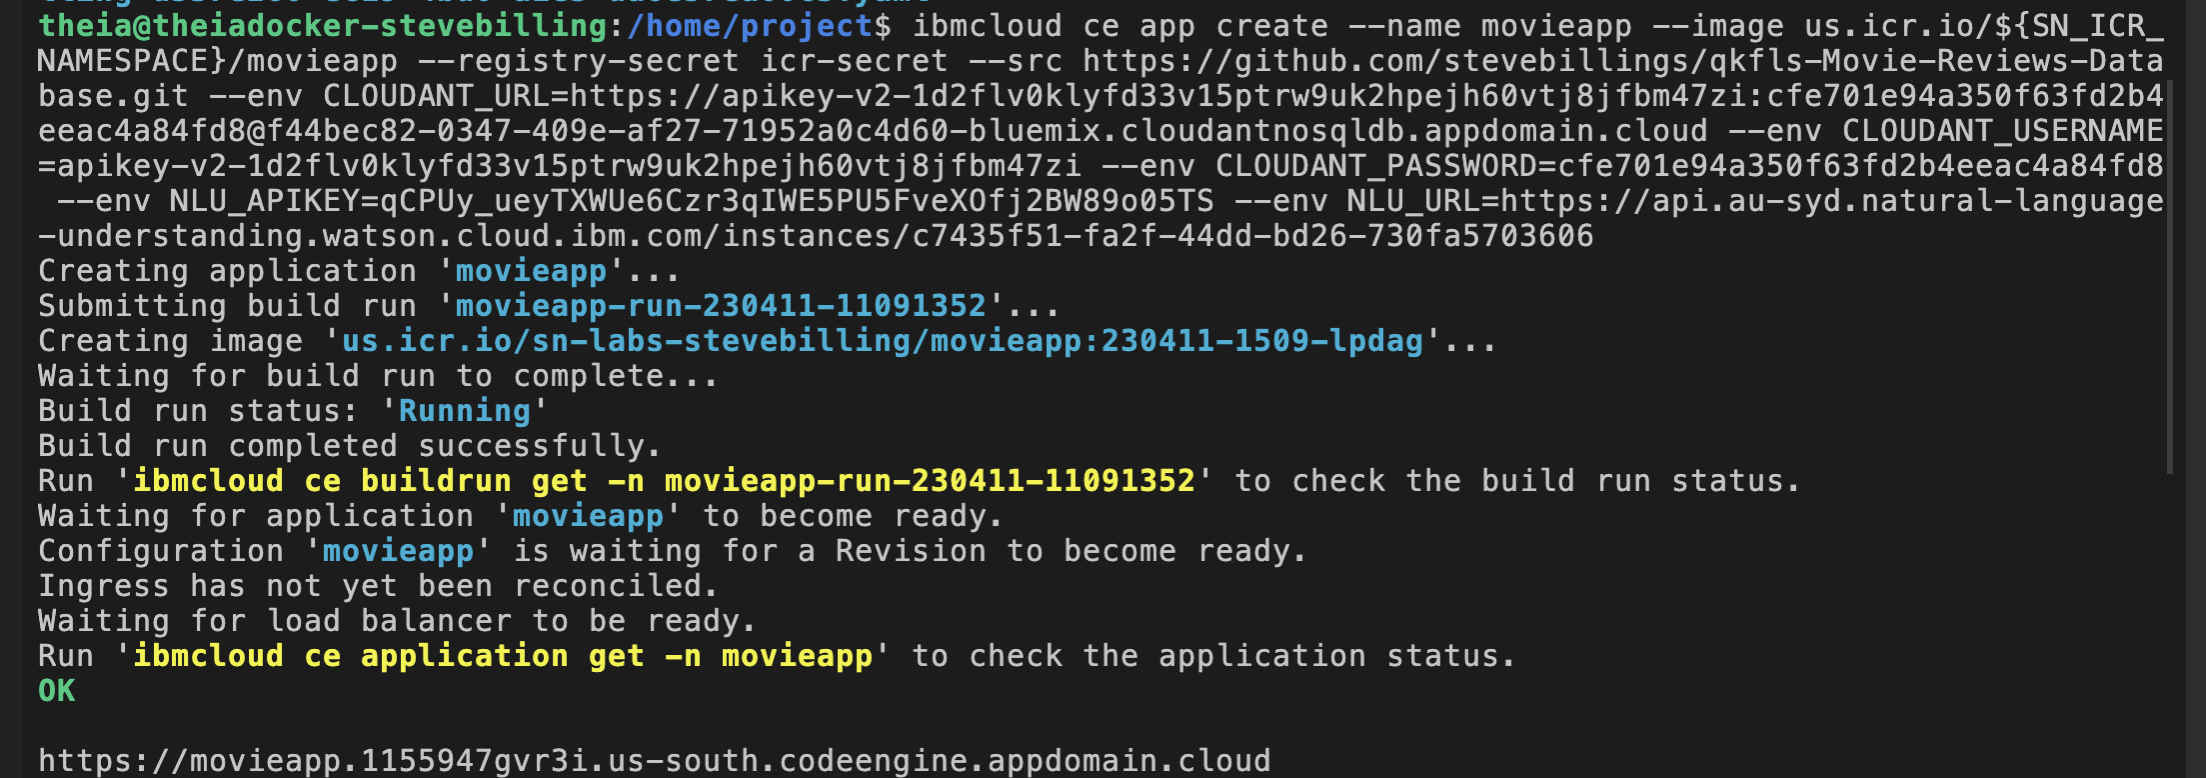 theia@theiadocker-stevebilling:/home/project$ ibmcloud ce app create --name movieapp --image us.icr.io/${SN_ICR_
NAMESPACE}/movieapp --registry-secret icr-secret --src https://github.com/stevebillings/qkfls-Movie-Reviews-Data
base.git --env CLOUDANT_URL=https://apikey-v2-1d2flv0klyfd33v15ptrw9uk2hpejh60vtj8jfbm47zi:cfe701e94a350f63fd2b4
eeac4a84fd8@f44bec82-0347-409e-af27-71952a0c4d60-bluemix.cloudantnosqldb.appdomain.cloud --env CLOUDANT_USERNAME
=apikey-v2-1d2flv0klyfd33v15ptrw9uk2hpejh60vtj8jfbm47zi --env CLOUDANT_PASSWORD=cfe701e94a350f63fd2b4eeac4a84fd8
 --env NLU_APIKEY=qCPUy_ueyTXWUe6Czr3qIWE5PU5FveXOfj2BW89o05TS --env NLU_URL=https://api.au-syd.natural-language
-understanding.watson.cloud.ibm.com/instances/c7435f51-fa2f-44dd-bd26-730fa5703606
Creating application 'movieapp'...
Submitting build run 'movieapp-run-230411-11091352'...
Creating image 'us.icr.io/sn-labs-stevebilling/movieapp:230411-1509-lpdag'...
Waiting for build run to complete...
Build run status: 'Running'
Build run completed successfully.
Run 'ibmcloud ce buildrun get -n movieapp-run-230411-11091352' to check the build run status.
Waiting for application 'movieapp' to become ready.
Configuration 'movieapp' is waiting for a Revision to become ready.
Ingress has not yet been reconciled.
Waiting for load balancer to be ready.
Run 'ibmcloud ce application get -n movieapp' to check the application status.
OK
https://movieapp.1155947gvr3i.us-south.codeengine.appdomain.cloud